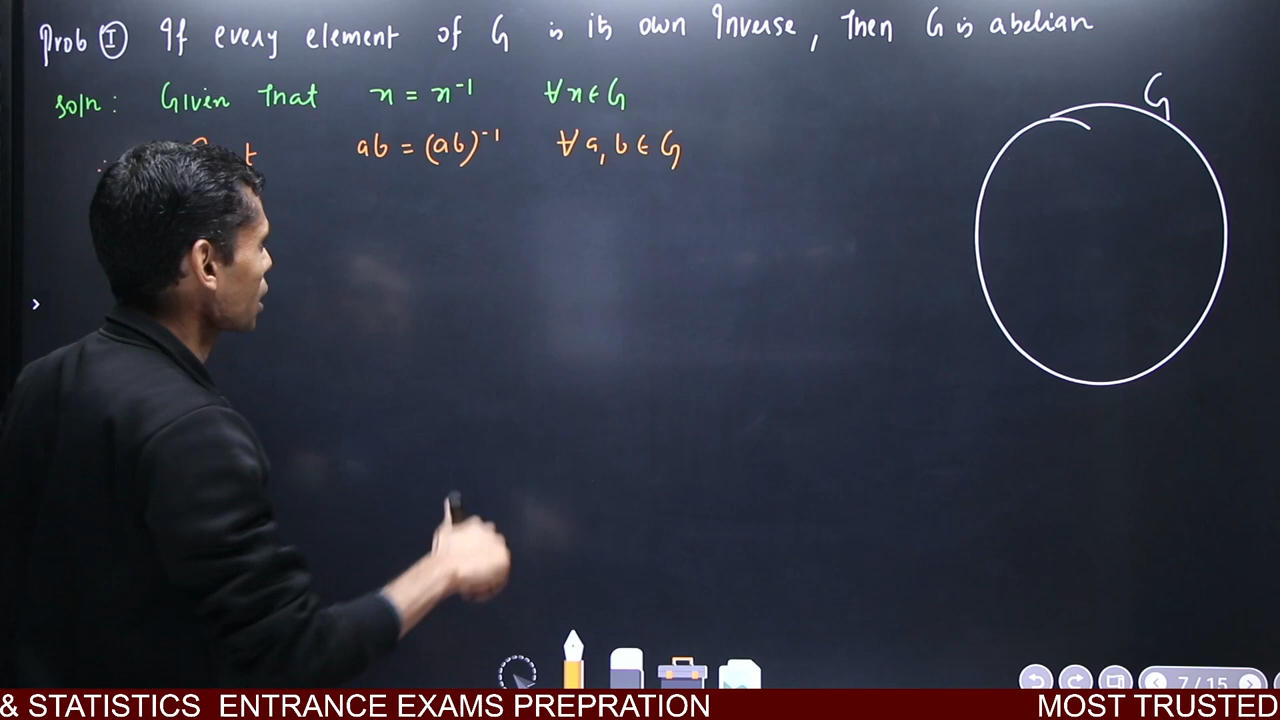 Prob ① If every element of G is its own Inverse, Then G is abelian
Soln: Given That x = x⁻¹ ∀x∈G
ab = (ab)⁻¹ ∀ a, b ∈ G
G
7 / 15
& STATISTICS ENTRANCE EXAMS PREPRATION MOST TRUSTED